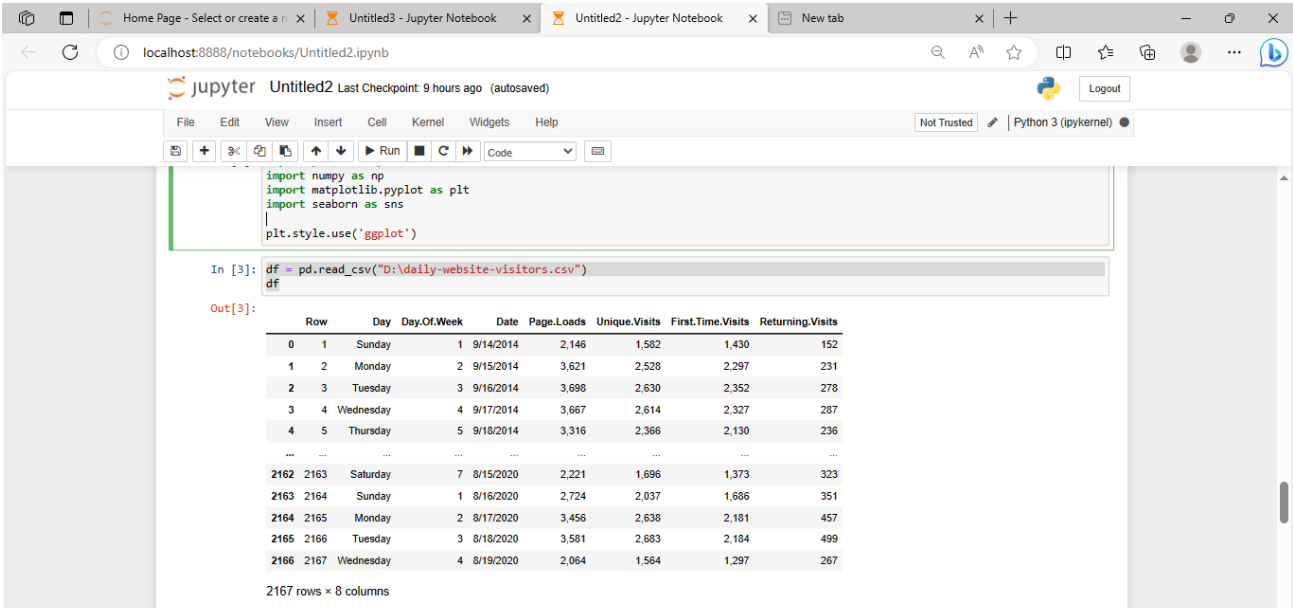 Home Page - Select or create a n
Untitled3 - Jupyter Notebook
Untitled2 - Jupyter Notebook
New tab
localhost:8888/notebooks/Untitled2.ipynb
jupyter Untitled2 Last Checkpoint: 9 hours ago (autosaved)
Logout
File Edit View Insert Cell Kernel Widgets Help
Not Trusted Python 3 (ipykernel)
Run Code
import numpy as np
import matplotlib.pyplot as plt
import seaborn as sns
plt.style.use('ggplot')
In [3]: df = pd.read_csv("D:\daily-website-visitors.csv")
df
Out[3]:
Row Day Day.Of.Week Date Page.Loads Unique.Visits First.Time.Visits Returning.Visits
0 1 Sunday 1 9/14/2014 2,146 1,582 1,430 152
1 2 Monday 2 9/15/2014 3,621 2,528 2,297 231
2 3 Tuesday 3 9/16/2014 3,698 2,630 2,352 278
3 4 Wednesday 4 9/17/2014 3,667 2,614 2,327 287
4 5 Thursday 5 9/18/2014 3,316 2,366 2,130 236
... ... ... ... ... ... ... ... ...
2162 2163 Saturday 7 8/15/2020 2,221 1,696 1,373 323
2163 2164 Sunday 1 8/16/2020 2,724 2,037 1,686 351
2164 2165 Monday 2 8/17/2020 3,456 2,638 2,181 457
2165 2166 Tuesday 3 8/18/2020 3,581 2,683 2,184 499
2166 2167 Wednesday 4 8/19/2020 2,064 1,564 1,297 267
2167 rows × 8 columns